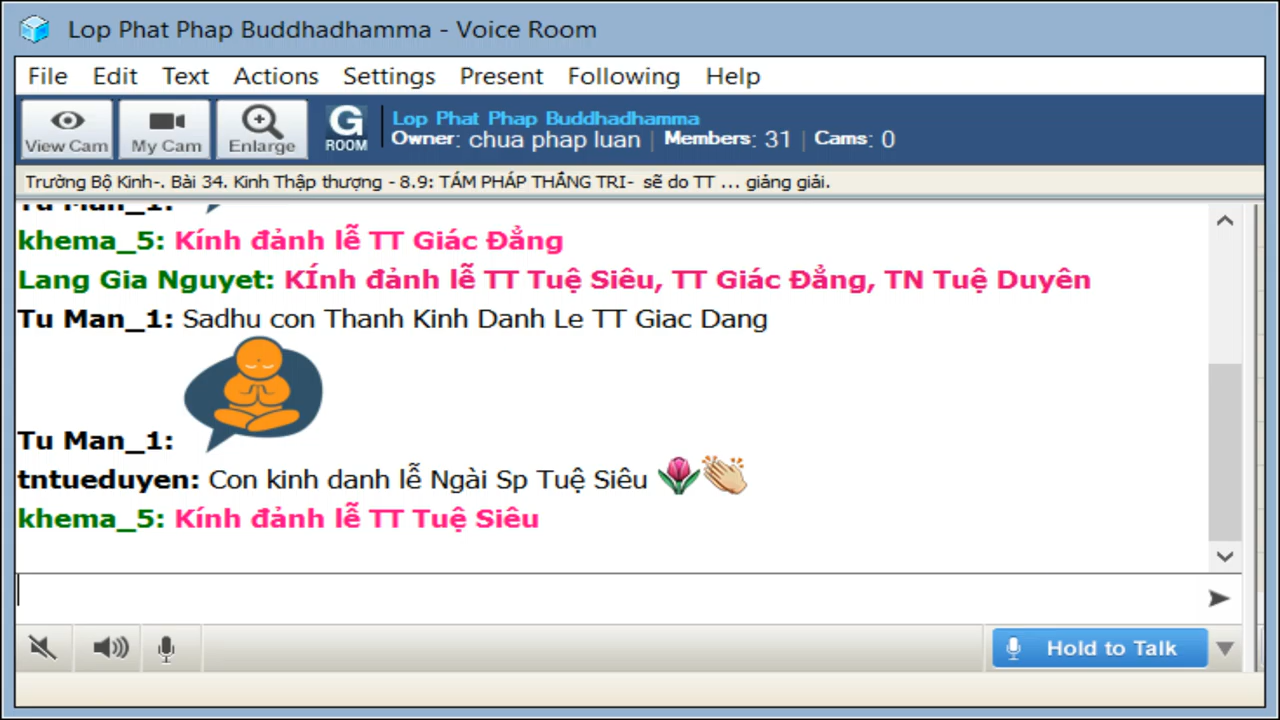 Lop Phat Phap Buddhadhamma - Voice Room
File Edit Text Actions Settings Present Following Help
View Cam My Cam Enlarge G ROOM
Lop Phat Phap Buddhadhamma
Owner: chua phap luan | Members: 31 | Cams: 0
Trường Bộ Kinh-. Bài 34. Kinh Thập thượng - 8.9: TÁM PHÁP THẮNG TRI- sẽ do TT ... giảng giải.
Tu Man_1:
khema_5: Kính đảnh lễ TT Giác Đẳng
Lang Gia Nguyet: KÍnh đảnh lễ TT Tuệ Siêu, TT Giác Đẳng, TN Tuệ Duyên
Tu Man_1: Sadhu con Thanh Kinh Danh Le TT Giac Dang
Tu Man_1:
tntueduyen: Con kinh danh lễ Ngài Sp Tuệ Siêu
khema_5: Kính đảnh lễ TT Tuệ Siêu
Hold to Talk